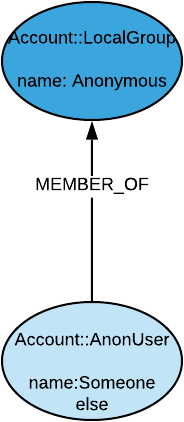 Account::LocalGroup
name: Anonymous
MEMBER_OF
Account::AnonUser
name:Someone
else